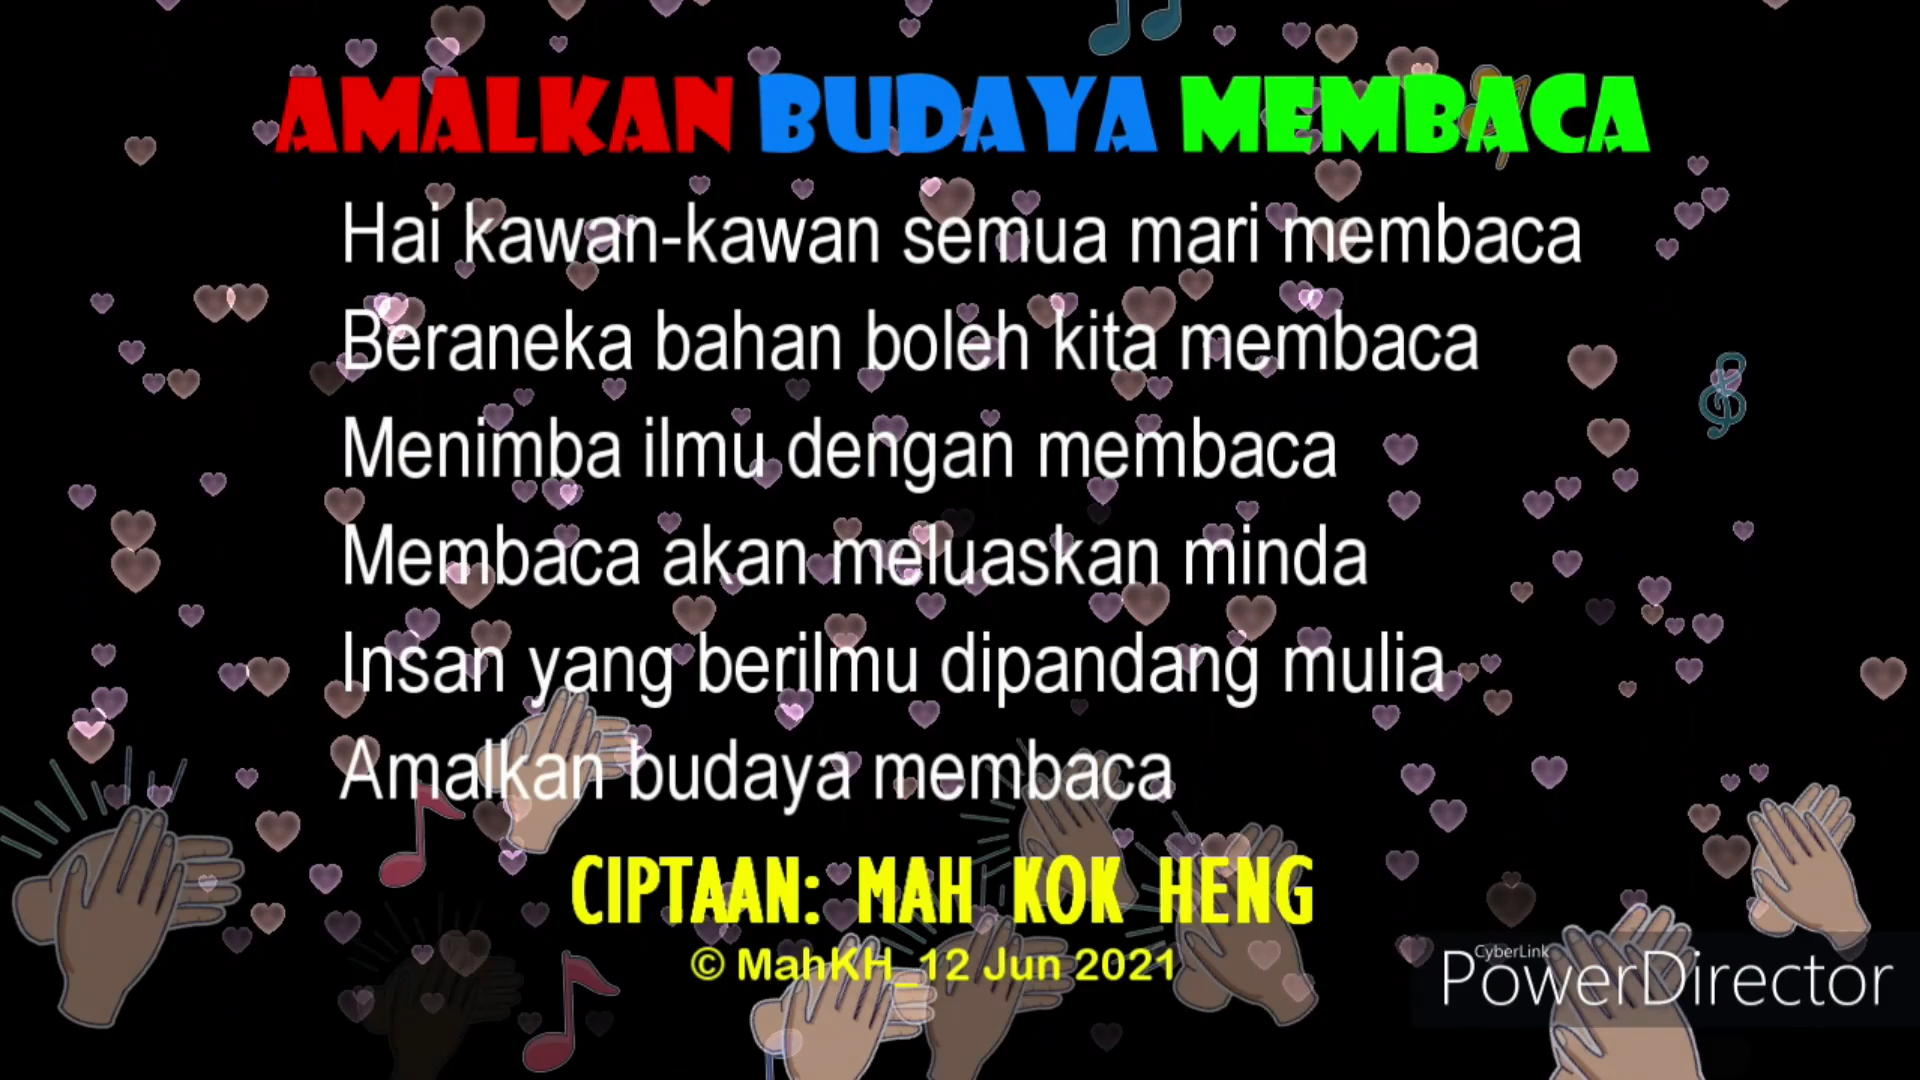 AMALKAN BUDAYA MEMBACA
Hai kawan-kawan semua mari membaca
Beraneka bahan boleh kita membaca
Menimba ilmu dengan membaca
Membaca akan meluaskan minda
Insan yang berilmu dipandang mulia
Amalkan budaya membaca
CIPTAAN: MAH KOK HENG
© MahKH_12 Jun 2021
CyberLink
PowerDirector